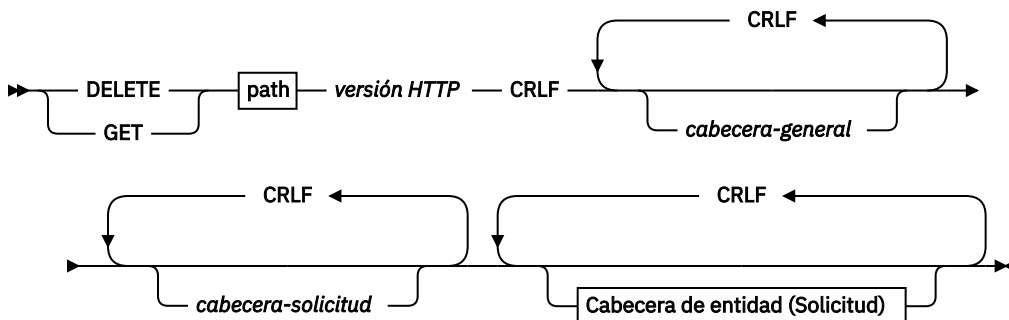 CRLF
DELETE path versión HTTP CRLF
GET cabecera-general
CRLF CRLF
cabecera-solicitud Cabecera de entidad (Solicitud)